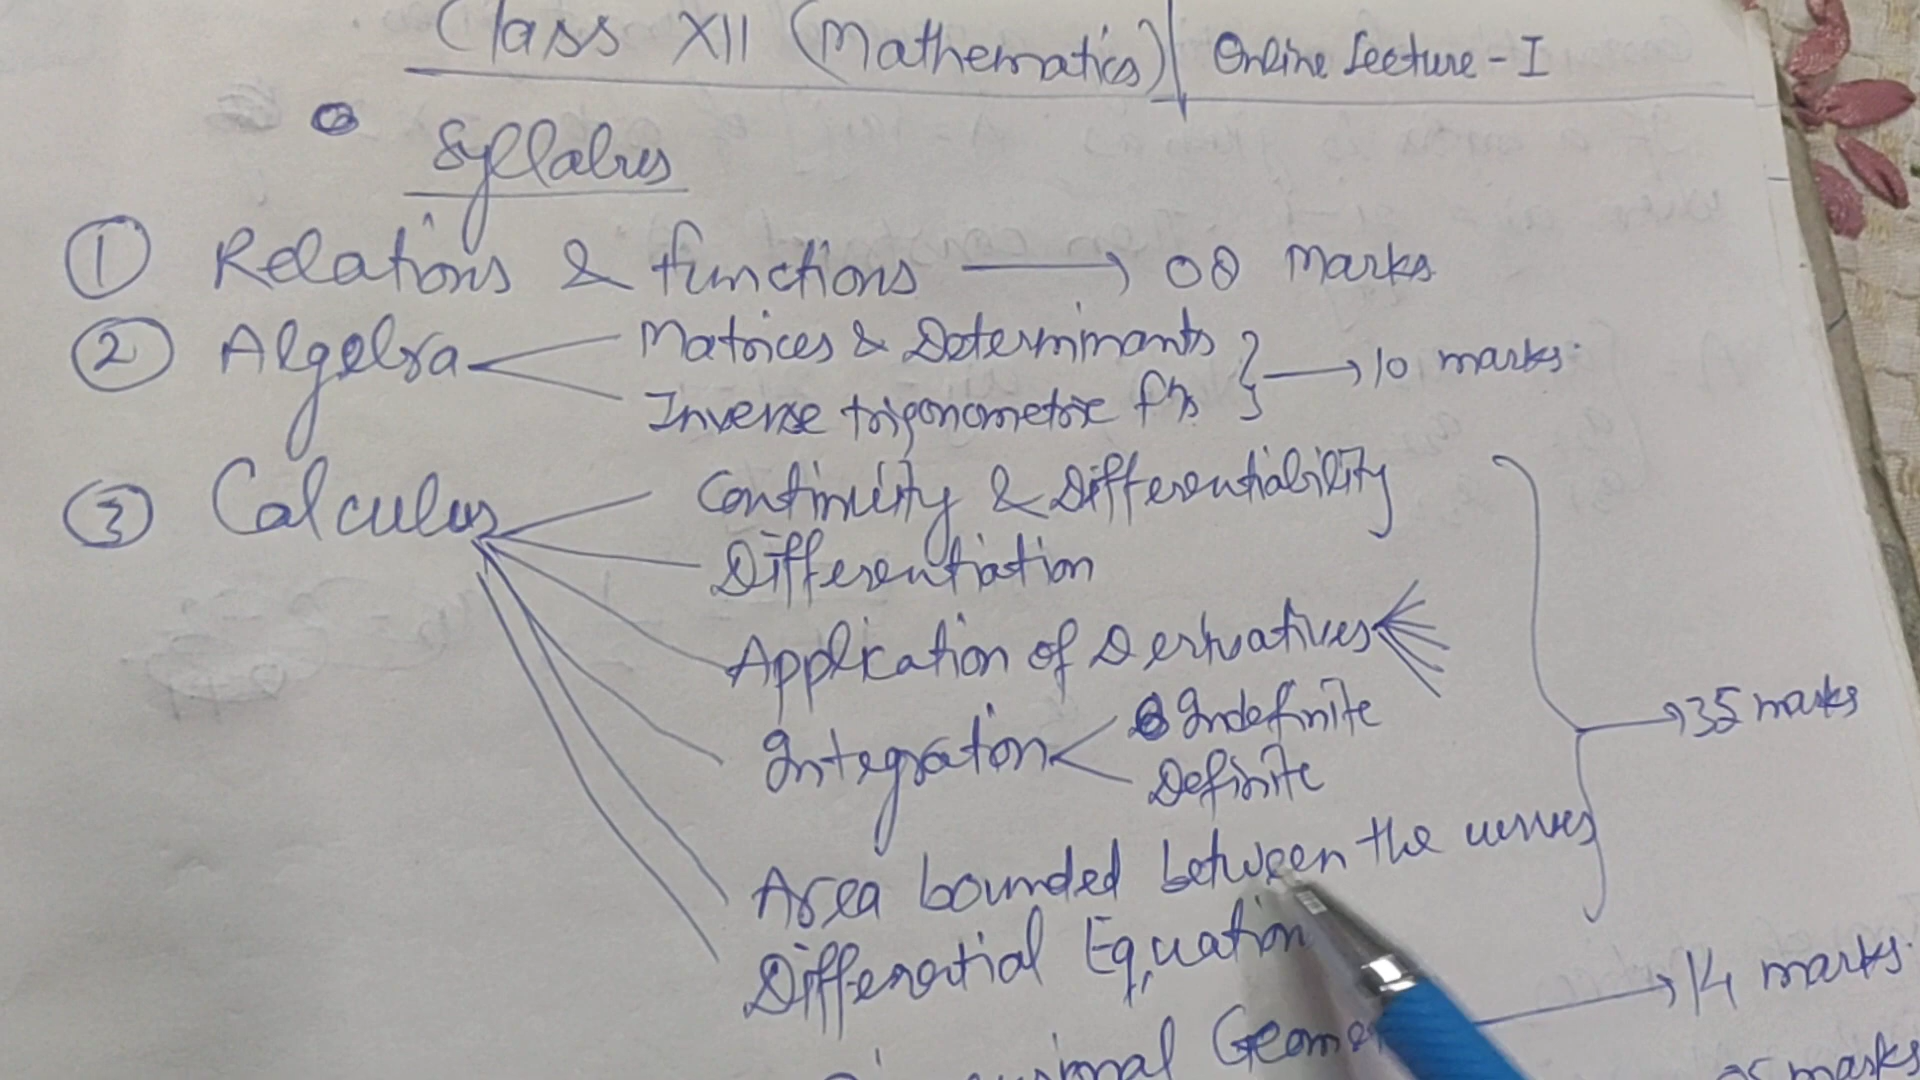 Class XII (Mathematics) | Online Lecture - I
Syllabus
① Relations & functions → 08 Marks
② Algebra
Matrices & Determinants
Inverse trigonometric fns } → 10 marks
③ Calculus
Continuity & Differentiability
Differentiation
Application of Derivatives
Integration
Indefinite
Definite
→ 35 marks
Area bounded between the curves
Differential Equation
Geome → 14 marks
marks